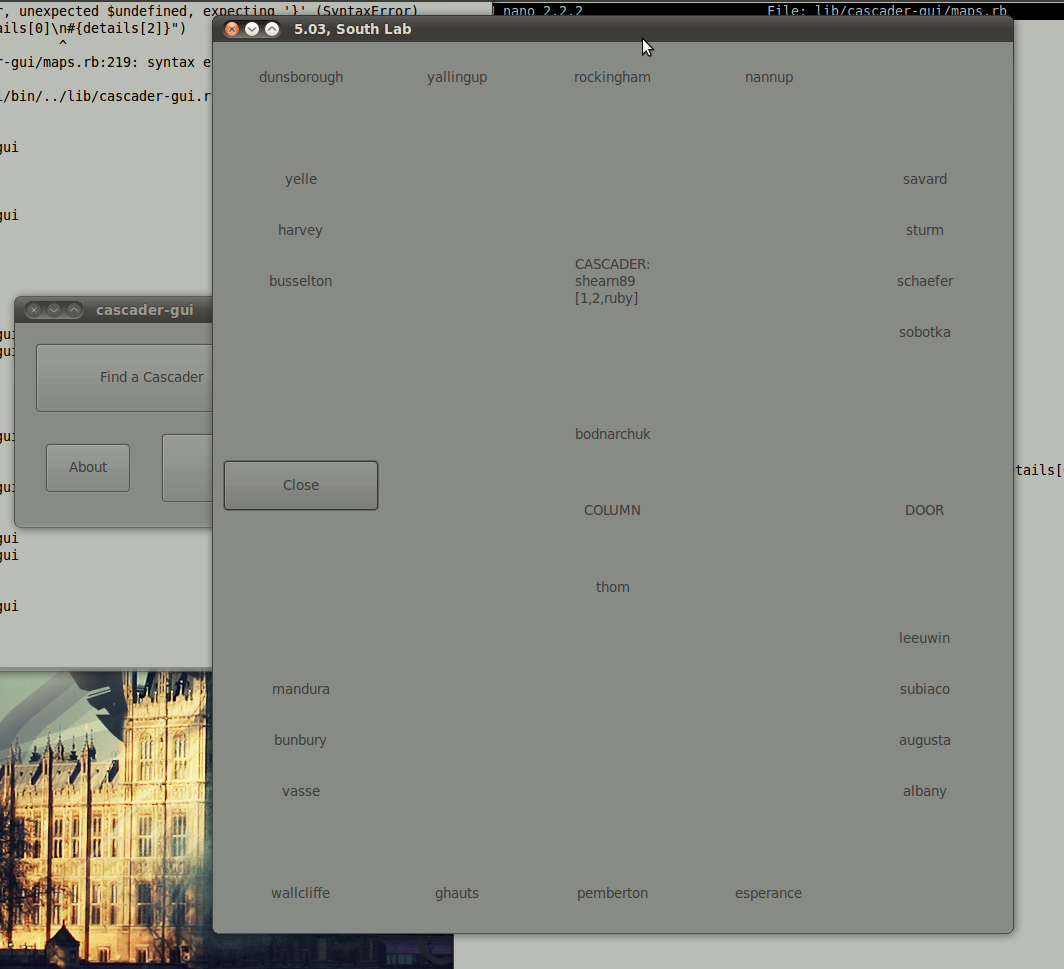 r, unexpected $undefined, expecting '}' (SyntaxError)
ails[0]\n#{details[2]}")
^
r-gui/maps.rb:219: syntax e
i/bin/../lib/cascader-gui.r
gui
gui
gui
gui
gui
gui
gui
gui
gui
nano 2.2.2 File: lib/cascader-gui/maps.rb
etails[
cascader-gui
Find a Cascader
About
5.03, South Lab
dunsborough yallingup rockingham nannup
yelle savard
harvey sturm
CASCADER:
busselton shearn89 schaefer
[1,2,ruby]
sobotka
bodnarchuk
Close
COLUMN DOOR
thom
leeuwin
mandura subiaco
bunbury augusta
vasse albany
wallcliffe ghauts pemberton esperance